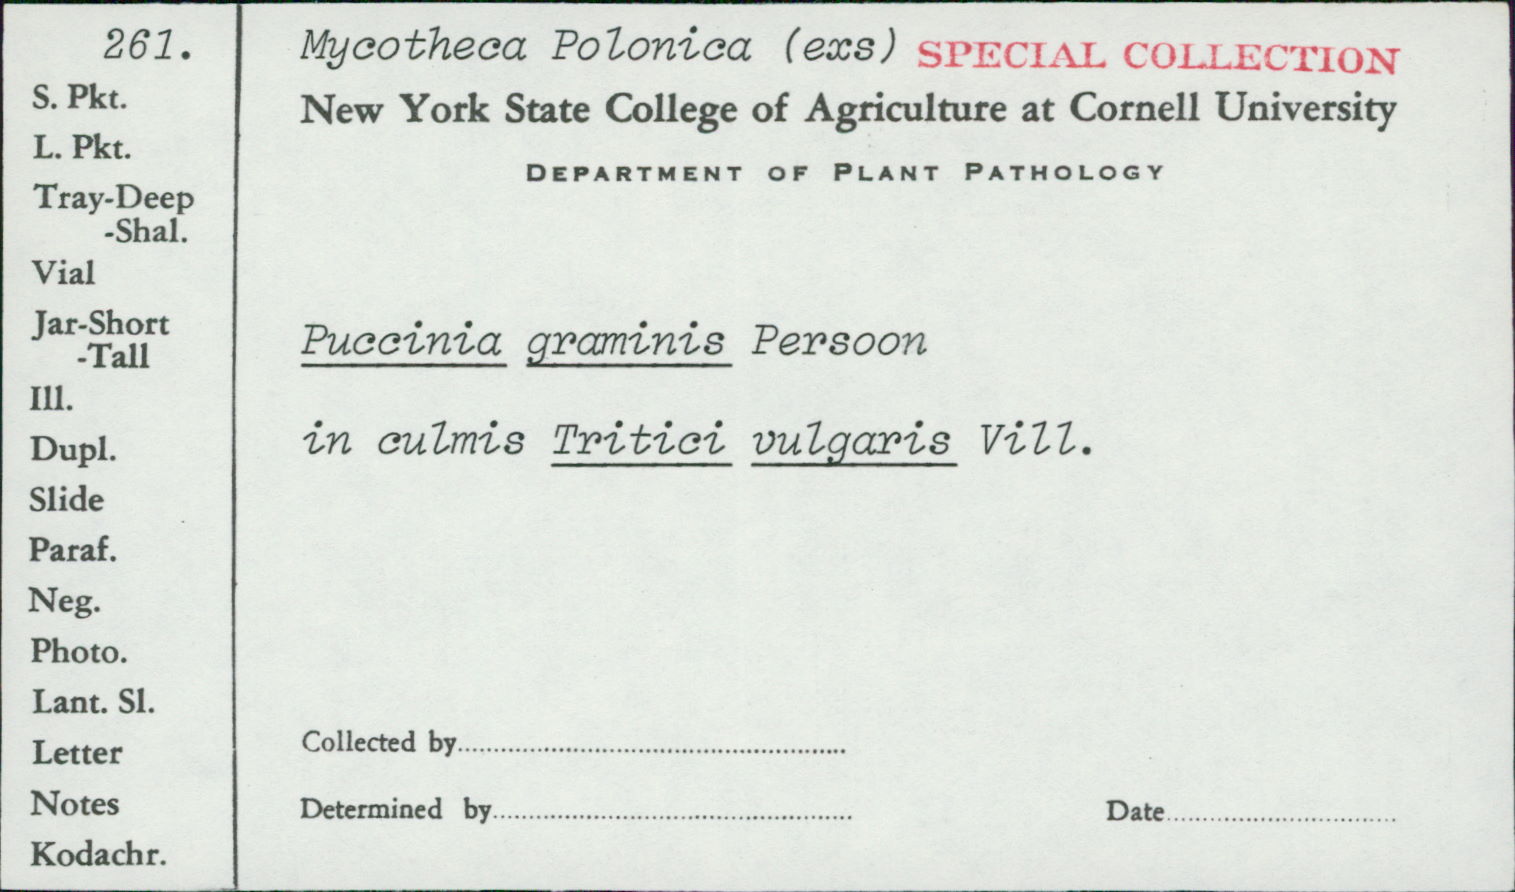 261.
S. Pkt.
L. Pkt.
Tray-Deep
-Shal.
Vial
Jar-Short
-Tall
Ill.
Dupl.
Slide
Paraf.
Neg.
Photo.
Lant. Sl.
Letter
Notes
Kodachr.
Mycotheca Polonica (exs) SPECIAL COLLECTION
New York State College of Agriculture at Cornell University
DEPARTMENT OF PLANT PATHOLOGY
Puccinia graminis Persoon
in culmis Tritici vulgaris Vill.
Collected by
Determined by
Date